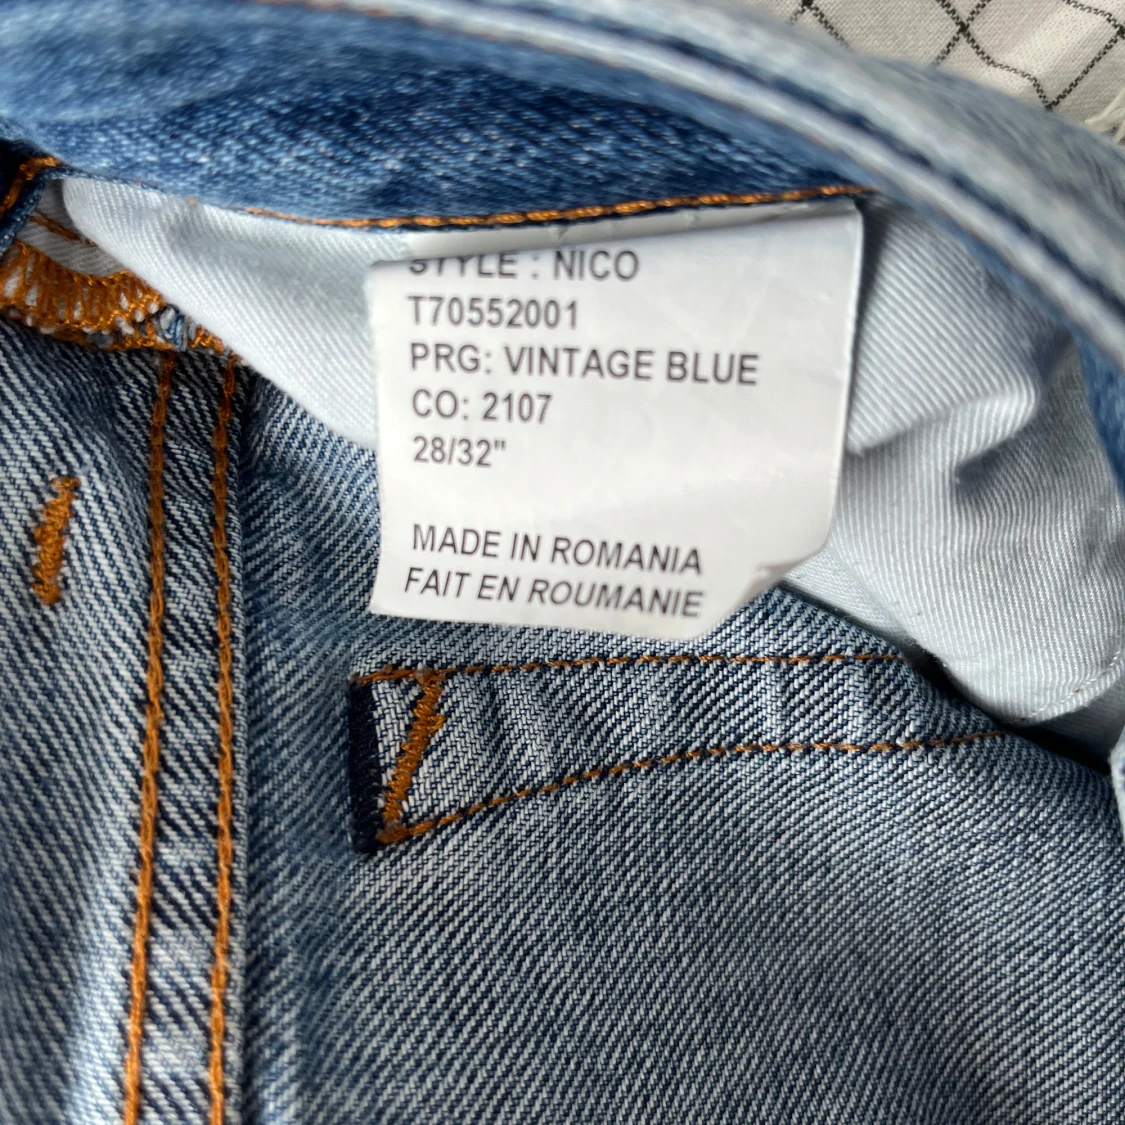 STYLE : NICO
T70552001
PRG: VINTAGE BLUE
CO: 2107
28/32"
MADE IN ROMANIA
FAIT EN ROUMANIE